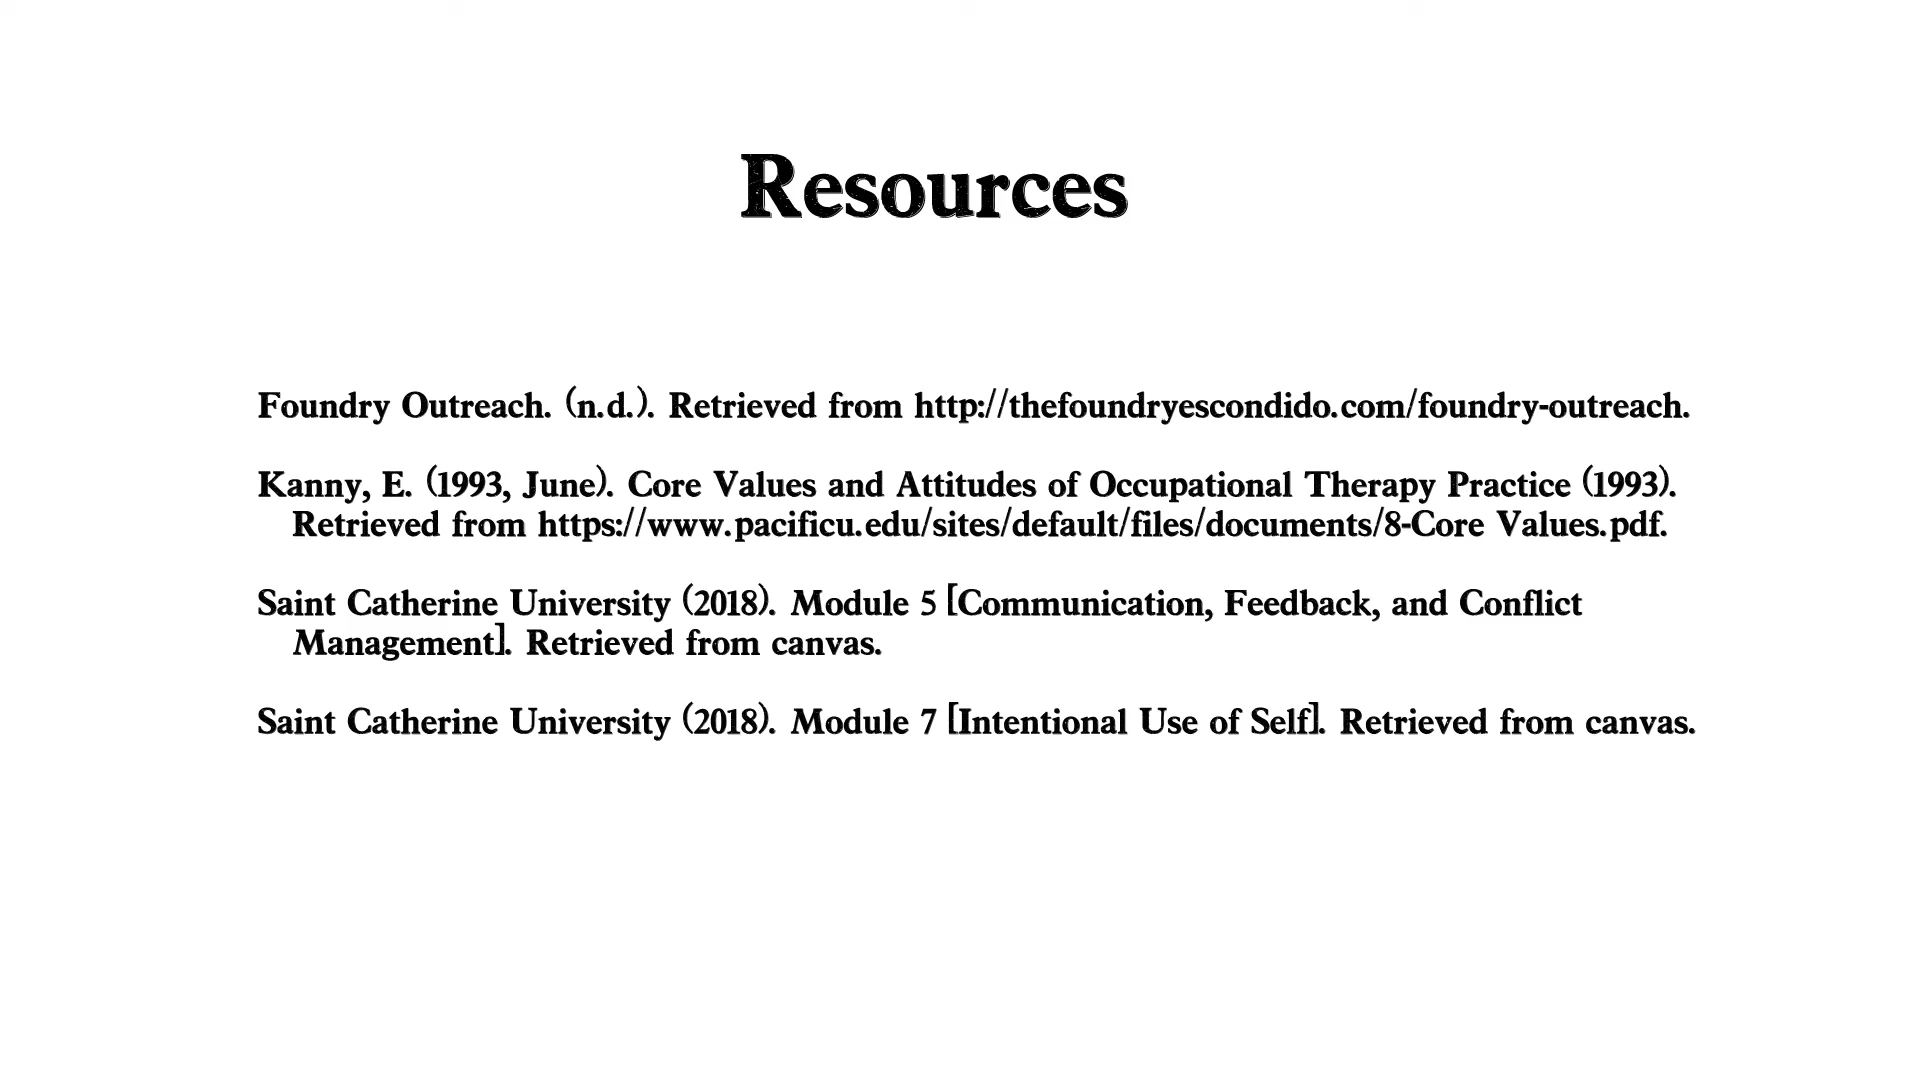 Resources
Foundry Outreach. (n.d.). Retrieved from http://thefoundryescondido.com/foundry-outreach.
Kanny, E. (1993, June). Core Values and Attitudes of Occupational Therapy Practice (1993).
Retrieved from https://www.pacificu.edu/sites/default/files/documents/8-Core Values.pdf.
Saint Catherine University (2018). Module 5 [Communication, Feedback, and Conflict
Management]. Retrieved from canvas.
Saint Catherine University (2018). Module 7 [Intentional Use of Self]. Retrieved from canvas.